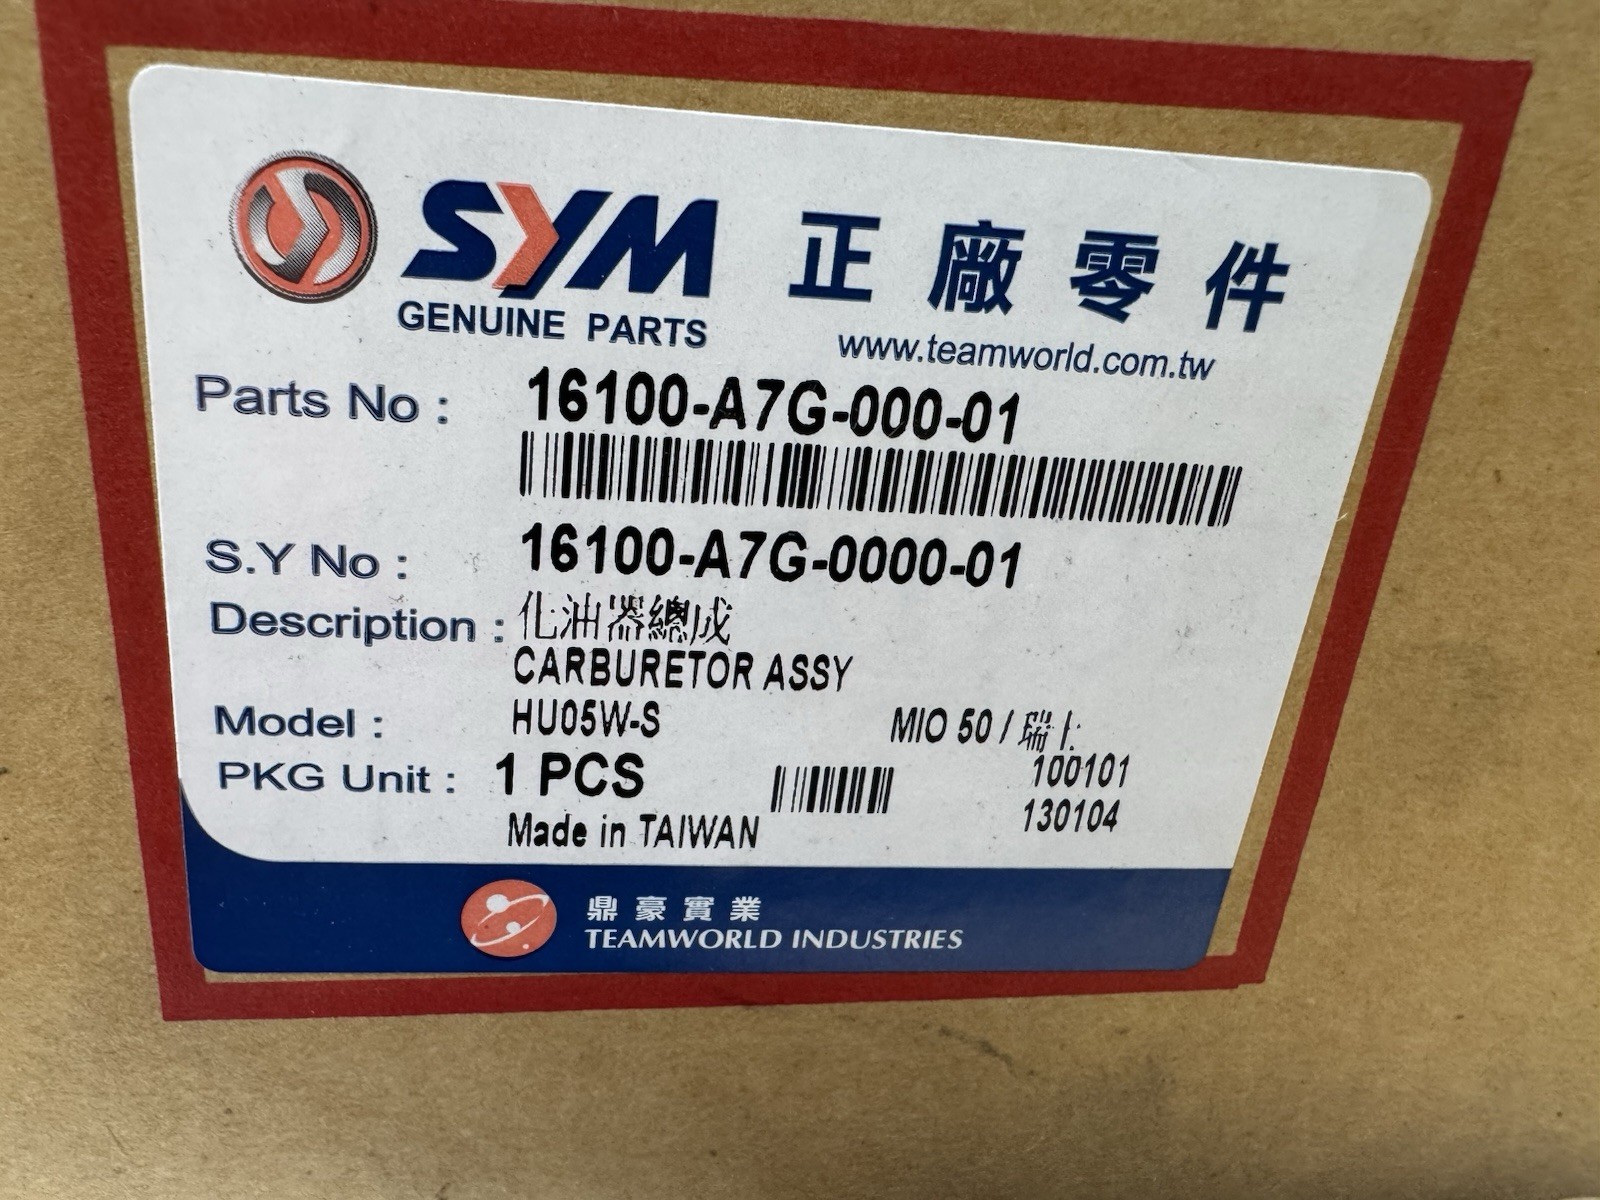 SYM 正廠零件
GENUINE PARTS www.teamworld.com.tw
Parts No : 16100-A7G-000-01
S.Y No : 16100-A7G-0000-01
Description : 化油器總成
CARBURETOR ASSY
Model : HU05W-S MIO 50 / 瑞士
PKG Unit : 1 PCS 100101
Made in TAIWAN 130104
鼎豪實業
TEAMWORLD INDUSTRIES